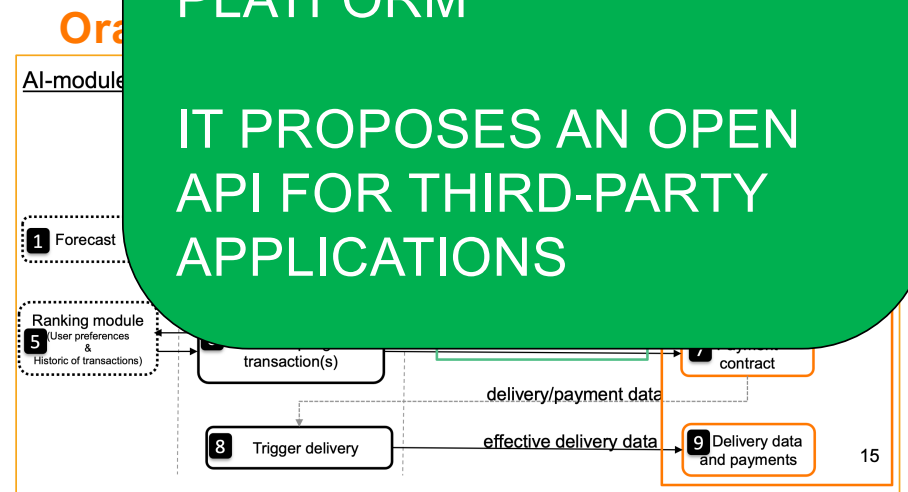 PLATFORM
Ora
AI-module
IT PROPOSES AN OPEN
API FOR THIRD-PARTY
APPLICATIONS
1 Forecast
Ranking module
5 (User preferences
&
Historic of transactions)
transaction(s)
7
contract
delivery/payment data
8 Trigger delivery
effective delivery data
9 Delivery data
and payments
15